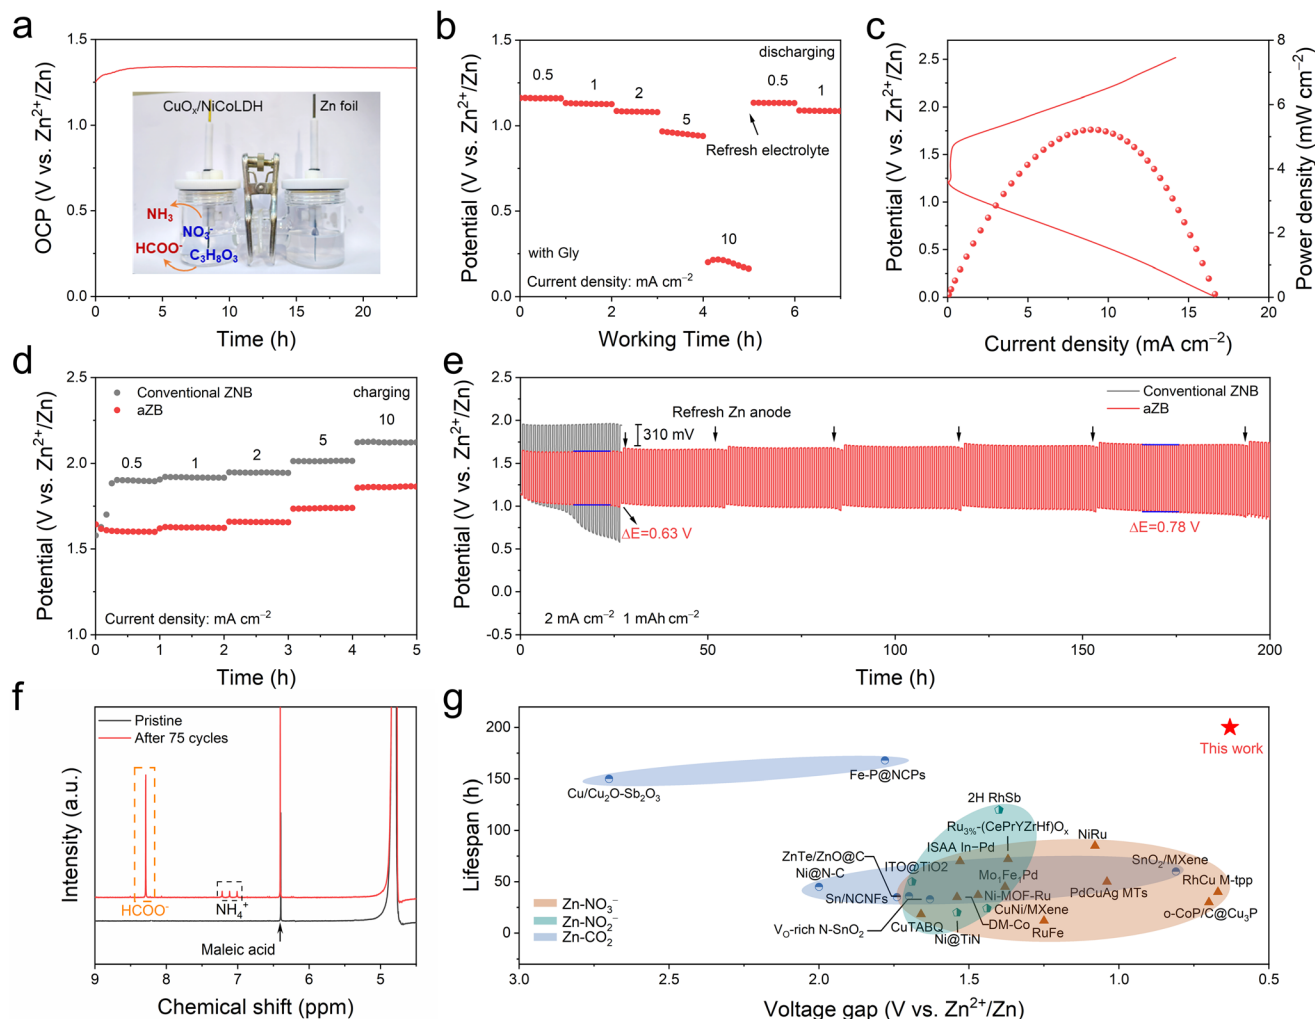 a
OCP (V vs. Zn²⁺/Zn)
1.5
1.0
0.5
0.0
0 5 10 15 20
Time (h)
CuOₓ/NiCoLDH
Zn foil
NH₃
NO₃⁻
HCOO⁻
C₃H₈O₃
b
Potential (V vs. Zn²⁺/Zn)
1.5
1.0
0.5
0.0
0 2 4 6
Working Time (h)
discharging
0.5 1 2 5 10 0.5 1
Refresh electrolyte
with Gly
Current density: mA cm⁻²
c
Potential (V vs. Zn²⁺/Zn)
2.5
2.0
1.5
1.0
0.5
0.0
0 5 10 15 20
Current density (mA cm⁻²)
8
6
4
2
0
Power density (mW cm⁻²)
d
Potential (V vs. Zn²⁺/Zn)
2.5
2.0
1.5
1.0
0 1 2 3 4 5
Time (h)
Conventional ZNB
aZB
charging
0.5 1 2 5 10
Current density: mA cm⁻²
e
Potential (V vs. Zn²⁺/Zn)
2.5
2.0
1.5
1.0
0.5
0.0
-0.5
0 50 100 150 200
Time (h)
Conventional ZNB
aZB
Refresh Zn anode
310 mV
ΔE=0.63 V
ΔE=0.78 V
2 mA cm⁻² 1 mAh cm⁻²
f
Intensity (a.u.)
Pristine
After 75 cycles
HCOO⁻
NH₄⁺
Maleic acid
9 8 7 6 5
Chemical shift (ppm)
g
Lifespan (h)
200
150
100
50
0
3.0 2.5 2.0 1.5 1.0 0.5
Voltage gap (V vs. Zn²⁺/Zn)
This work
Fe-P@NCPs
Cu/Cu₂O-Sb₂O₃
2H RhSb
Ru₃%-(CePrYZrHf)Oₓ
NiRu
ISAA In–Pd
ZnTe/ZnO@C
SnO₂/MXene
Ni@N-C
ITO@TiO2
Mo₁Fe₁Pd
RhCu M-tpp
Sn/NCNFs
Ni-MOF-Ru
PdCuAg MTs
CuNi/MXene
o-CoP/C@Cu₃P
V₀-rich N-SnO₂
CuTABQ
DM-Co
RuFe
Ni@TiN
Zn-NO₃⁻
Zn-NO₂⁻
Zn-CO₂